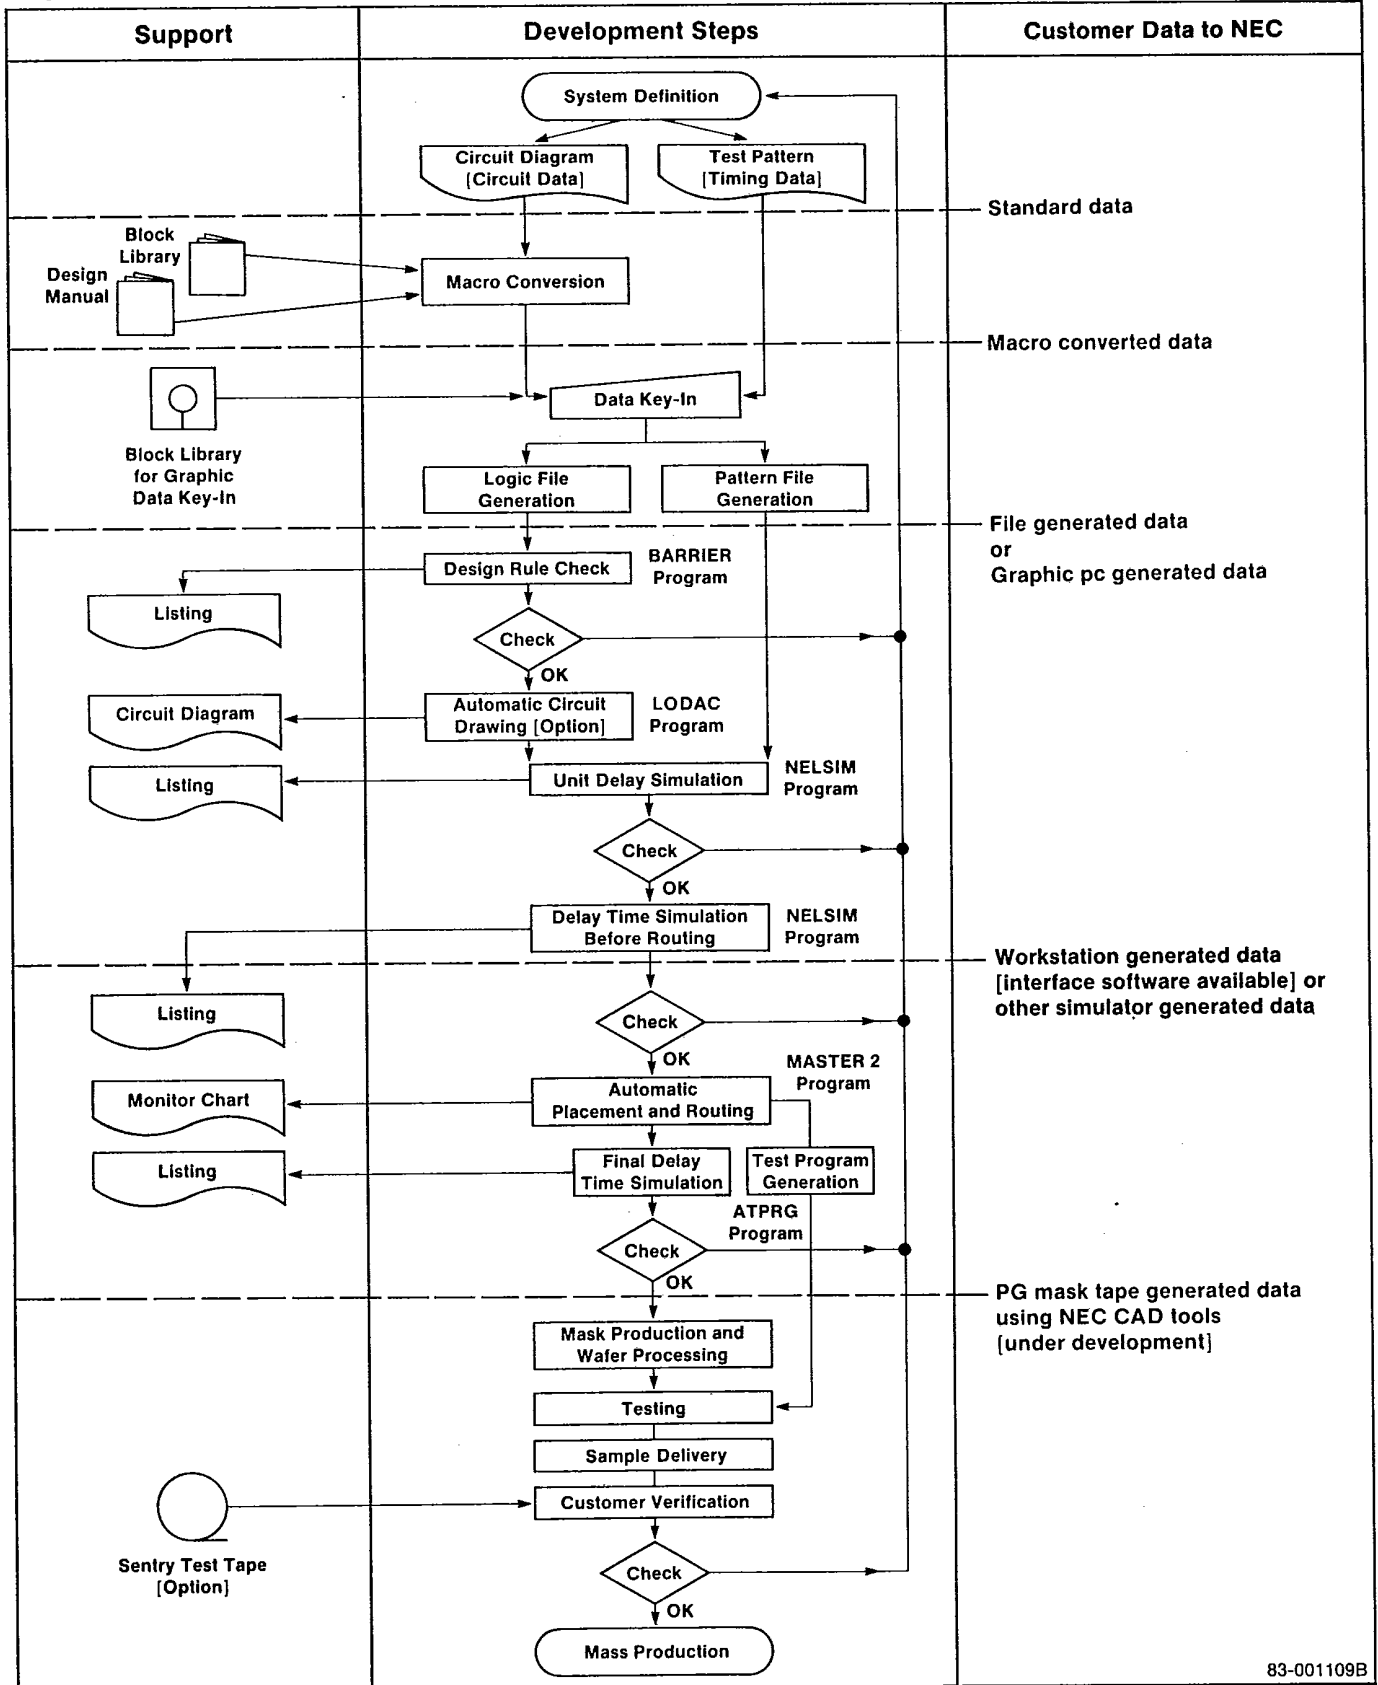 Support
Development Steps
Customer Data to NEC
System Definition
Circuit Diagram
[Circuit Data]
Test Pattern
[Timing Data]
Standard data
Block
Library
Design
Manual
Macro Conversion
Macro converted data
Data Key-In
Block Library
for Graphic
Data Key-In
Logic File
Generation
Pattern File
Generation
File generated data
or
Graphic pc generated data
Design Rule Check
BARRIER
Program
Listing
Check
OK
Circuit Diagram
Automatic Circuit
Drawing [Option]
LODAC
Program
Listing
Unit Delay Simulation
NELSIM
Program
Check
OK
Delay Time Simulation
Before Routing
NELSIM
Program
Workstation generated data
[interface software available] or
other simulator generated data
Listing
Check
OK
MASTER 2
Program
Monitor Chart
Automatic
Placement and Routing
Listing
Final Delay
Time Simulation
Test Program
Generation
ATPRG
Program
Check
OK
PG mask tape generated data
using NEC CAD tools
[under development]
Mask Production and
Wafer Processing
Testing
Sample Delivery
Customer Verification
Sentry Test Tape
[Option]
Check
OK
Mass Production
83-001109B